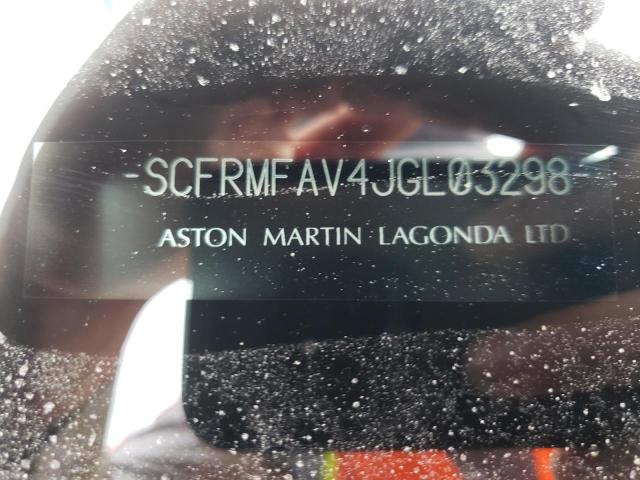 -SCFRMFAV4JGL03298
ASTON MARTIN LAGONDA LTD